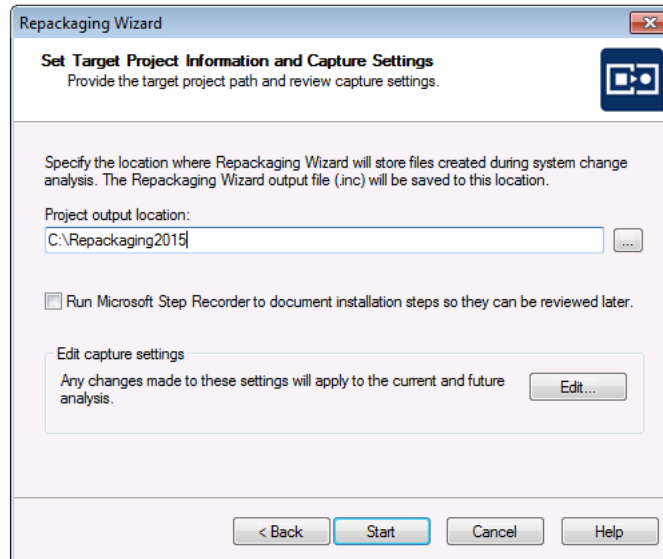 Repackaging Wizard
Set Target Project Information and Capture Settings
Provide the target project path and review capture settings.
Specify the location where Repackaging Wizard will store files created during system change
analysis. The Repackaging Wizard output file (.inc) will be saved to this location.
Project output location:
C:\Repackaging2015
...
Run Microsoft Step Recorder to document installation steps so they can be reviewed later.
Edit capture settings
Any changes made to these settings will apply to the current and future
analysis.
Edit...
< Back Start Cancel Help